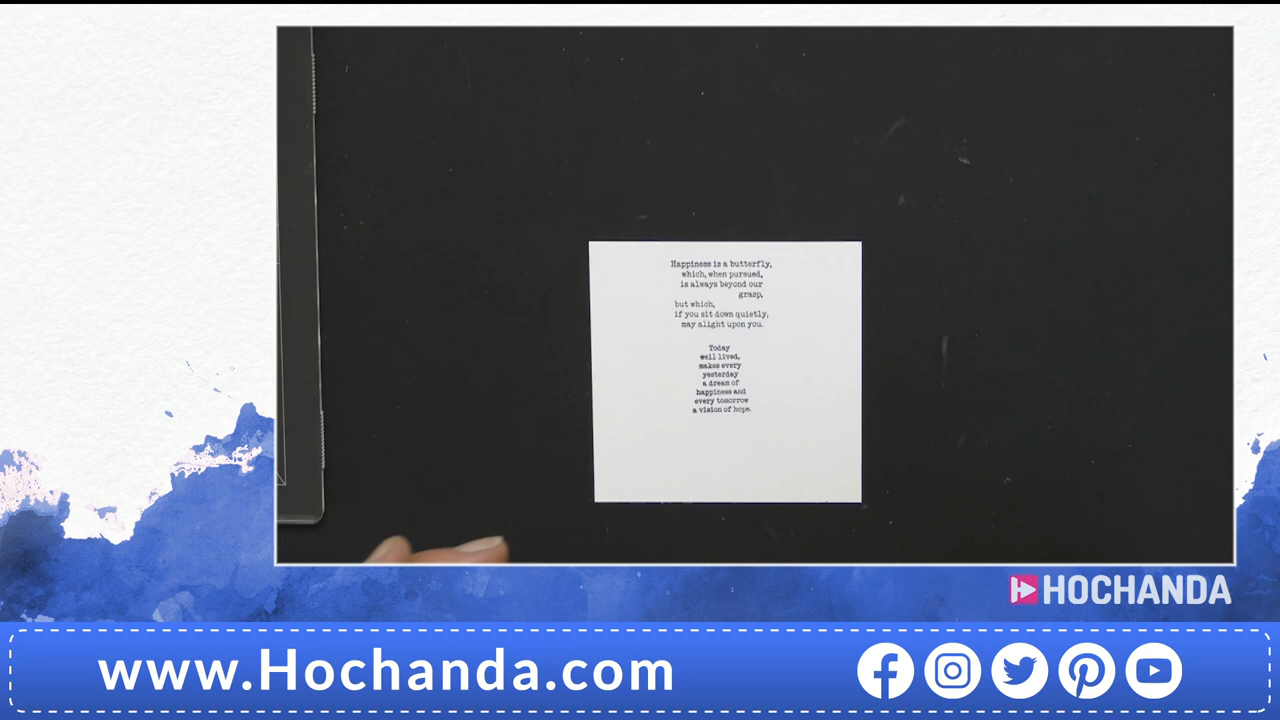 Happiness is a butterfly,
which, when pursued,
is always beyond our
grasp,
but which,
if you sit down quietly,
may alight upon you.
Today
well lived,
makes every
yesterday
a dream of
happiness and
every tomorrow
a vision of hope.
HOCHANDA
www.Hochanda.com